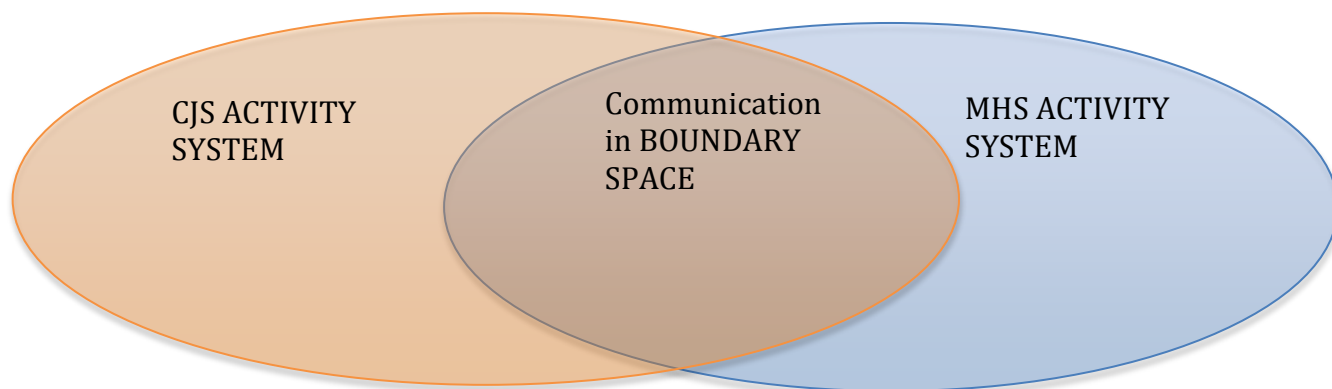 CJS ACTIVITY
SYSTEM
Communication
in BOUNDARY
SPACE
MHS ACTIVITY
SYSTEM